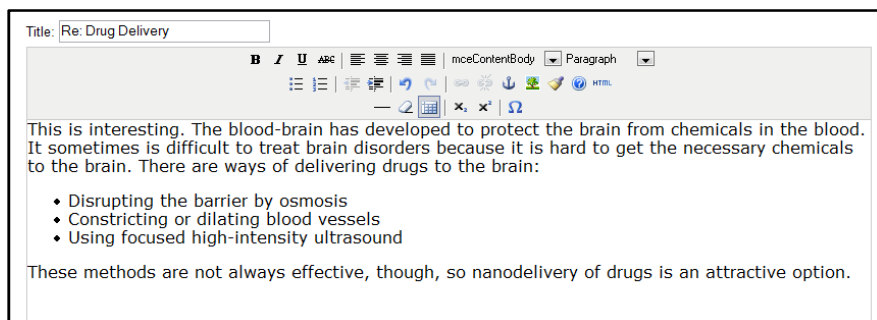 Title: Re: Drug Delivery
B I U ABC mceContentBody Paragraph
HTML
x₂ x² Ω
This is interesting. The blood-brain has developed to protect the brain from chemicals in the blood.
It sometimes is difficult to treat brain disorders because it is hard to get the necessary chemicals
to the brain. There are ways of delivering drugs to the brain:
• Disrupting the barrier by osmosis
• Constricting or dilating blood vessels
• Using focused high-intensity ultrasound
These methods are not always effective, though, so nanodelivery of drugs is an attractive option.